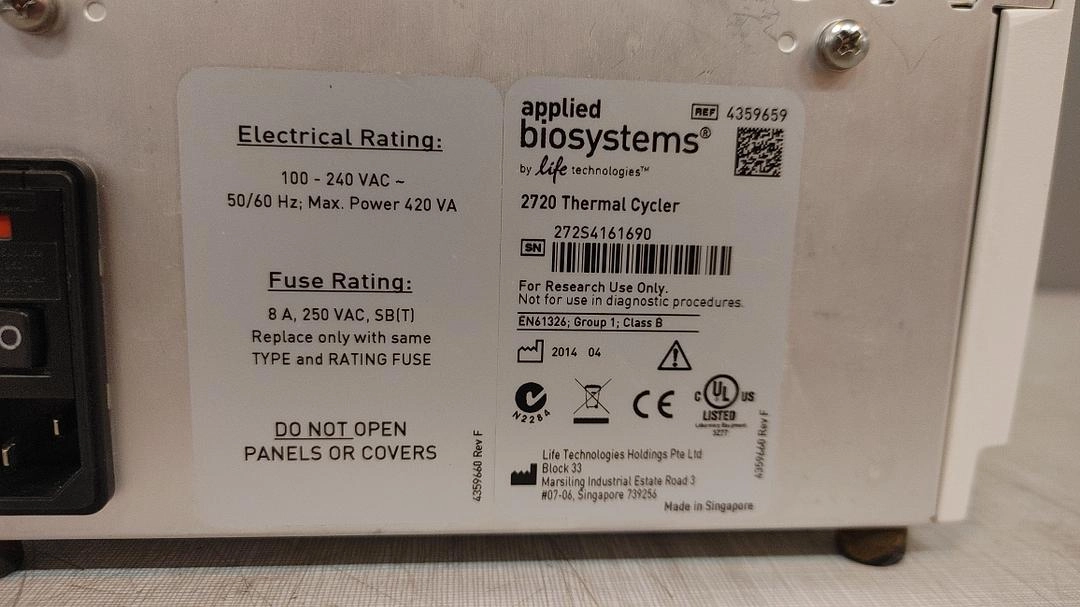 Electrical Rating:
100 - 240 VAC ~
50/60 Hz; Max. Power 420 VA
Fuse Rating:
8 A, 250 VAC, SB(T)
Replace only with same
TYPE and RATING FUSE
DO NOT OPEN
PANELS OR COVERS
4359660 Rev F
applied
biosystems®
by life technologies™
REF 4359659
2720 Thermal Cycler
272S4161690
SN
For Research Use Only.
Not for use in diagnostic procedures.
EN61326; Group 1; Class B
2014 04
N2284
CE
C UL US
LISTED
Life Technologies Holdings Pte Ltd
Block 33
Marsiling Industrial Estate Road 3
#07-06, Singapore 739256
Made in Singapore
4359660 Rev F